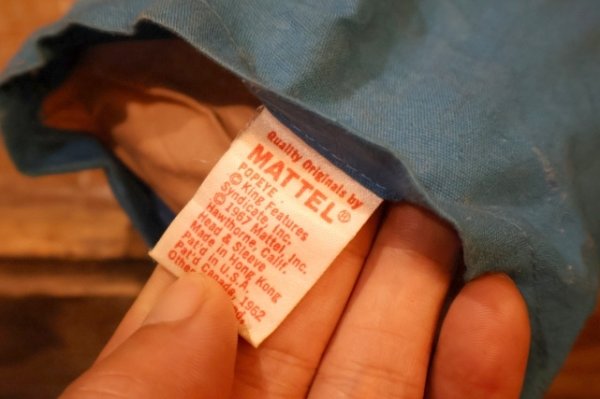 Quality Originals by
MATTEL®
POPEYE
© King Features
Syndicate, Inc.
© 1967 Mattel, Inc.
Hawthorne, Calif.
Head & Sleeve
Made in Hong Kong
Pat'd in U.S.A.
Pat'd Canada, 1962
Other